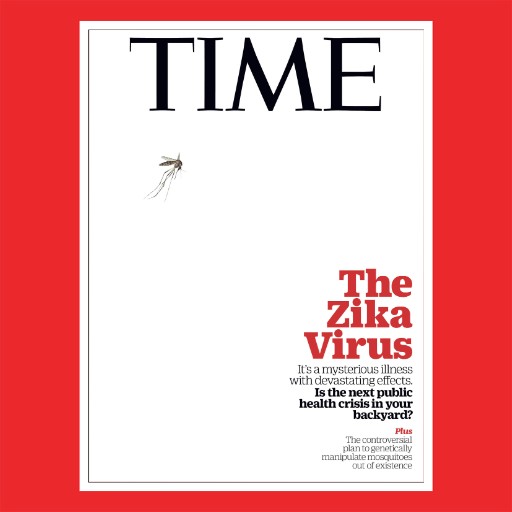 TIME
The
Zika
Virus
It's a mysterious illness
with devastating effects.
Is the next public
health crisis in your
backyard?
Plus
The controversial
plan to genetically
manipulate mosquitoes
out of existence